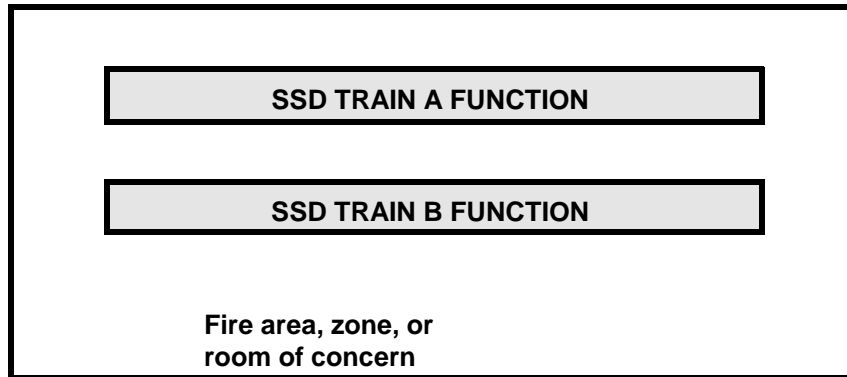 SSD TRAIN A FUNCTION
SSD TRAIN B FUNCTION
Fire area, zone, or
room of concern